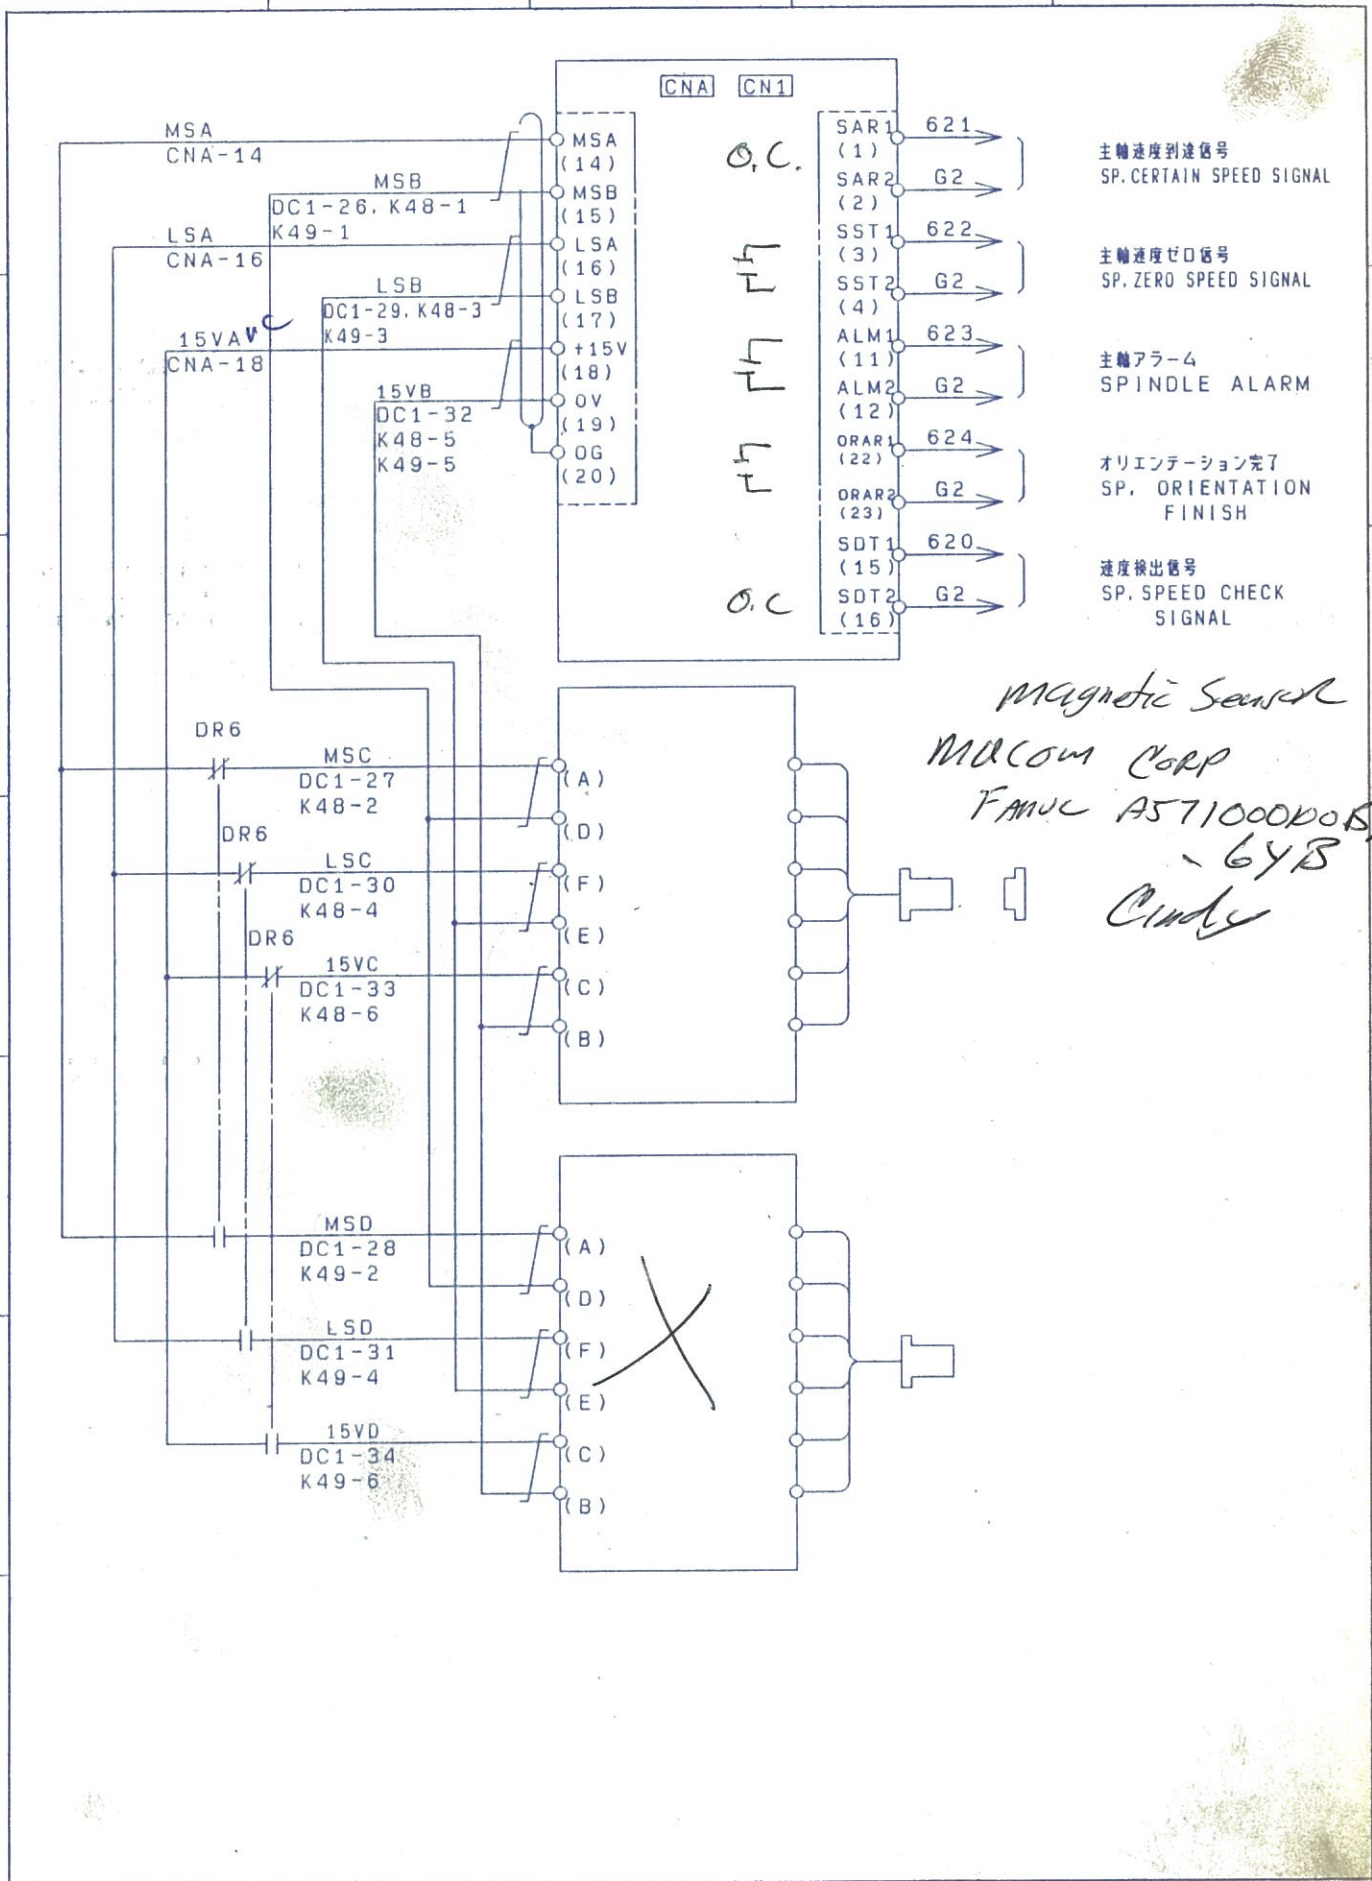 CNA CN1
MSA
CNA-14
MSB
DC1-26, K48-1
K49-1
LSA
CNA-16
LSB
DC1-29, K48-3
K49-3
15VA
CNA-18
15VB
DC1-32
K48-5
K49-5
MSA
(14)
MSB
(15)
LSA
(16)
LSB
(17)
+15V
(18)
0V
(19)
0G
(20)
O.C.
O.C
SAR1
(1)
SAR2
(2)
SST1
(3)
SST2
(4)
ALM1
(11)
ALM2
(12)
ORAR1
(22)
ORAR2
(23)
SDT1
(15)
SDT2
(16)
621
G2
622
G2
623
G2
624
G2
620
G2
主軸速度到達信号
SP.CERTAIN SPEED SIGNAL
主軸速度ゼロ信号
SP.ZERO SPEED SIGNAL
主軸アラーム
SPINDLE ALARM
オリエンテーション完了
SP. ORIENTATION
FINISH
速度検出信号
SP.SPEED CHECK
SIGNAL
Magnetic Sensor
Macom Corp
Fanuc
- 6YB
Cindy
DR6
MSC
DC1-27
K48-2
DR6
LSC
DC1-30
K48-4
DR6
15VC
DC1-33
K48-6
(A)
(D)
(F)
(E)
(C)
(B)
MSD
DC1-28
K49-2
LSD
DC1-31
K49-4
15VD
DC1-34
K49-6
(A)
(D)
(F)
(E)
(C)
(B)